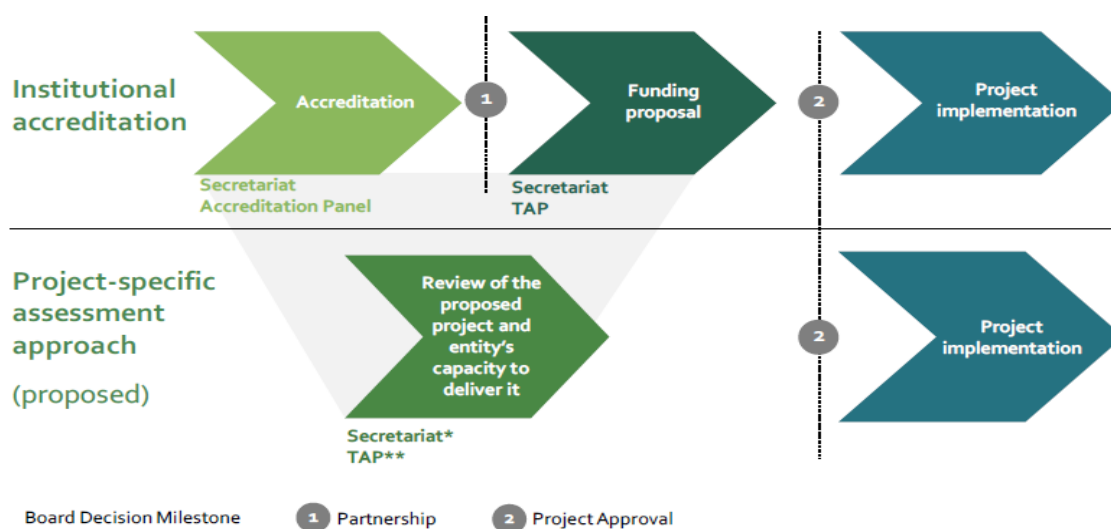 Institutional
accreditation
Accreditation
1
Funding
proposal
2
Project
implementation
Secretariat
Accreditation Panel
Secretariat
TAP
Project-specific
assessment
approach
(proposed)
Review of the
proposed
project and
entity's
capacity to
deliver it
2
Project
implementation
Secretariat*
TAP**
Board Decision Milestone 1 Partnership 2 Project Approval